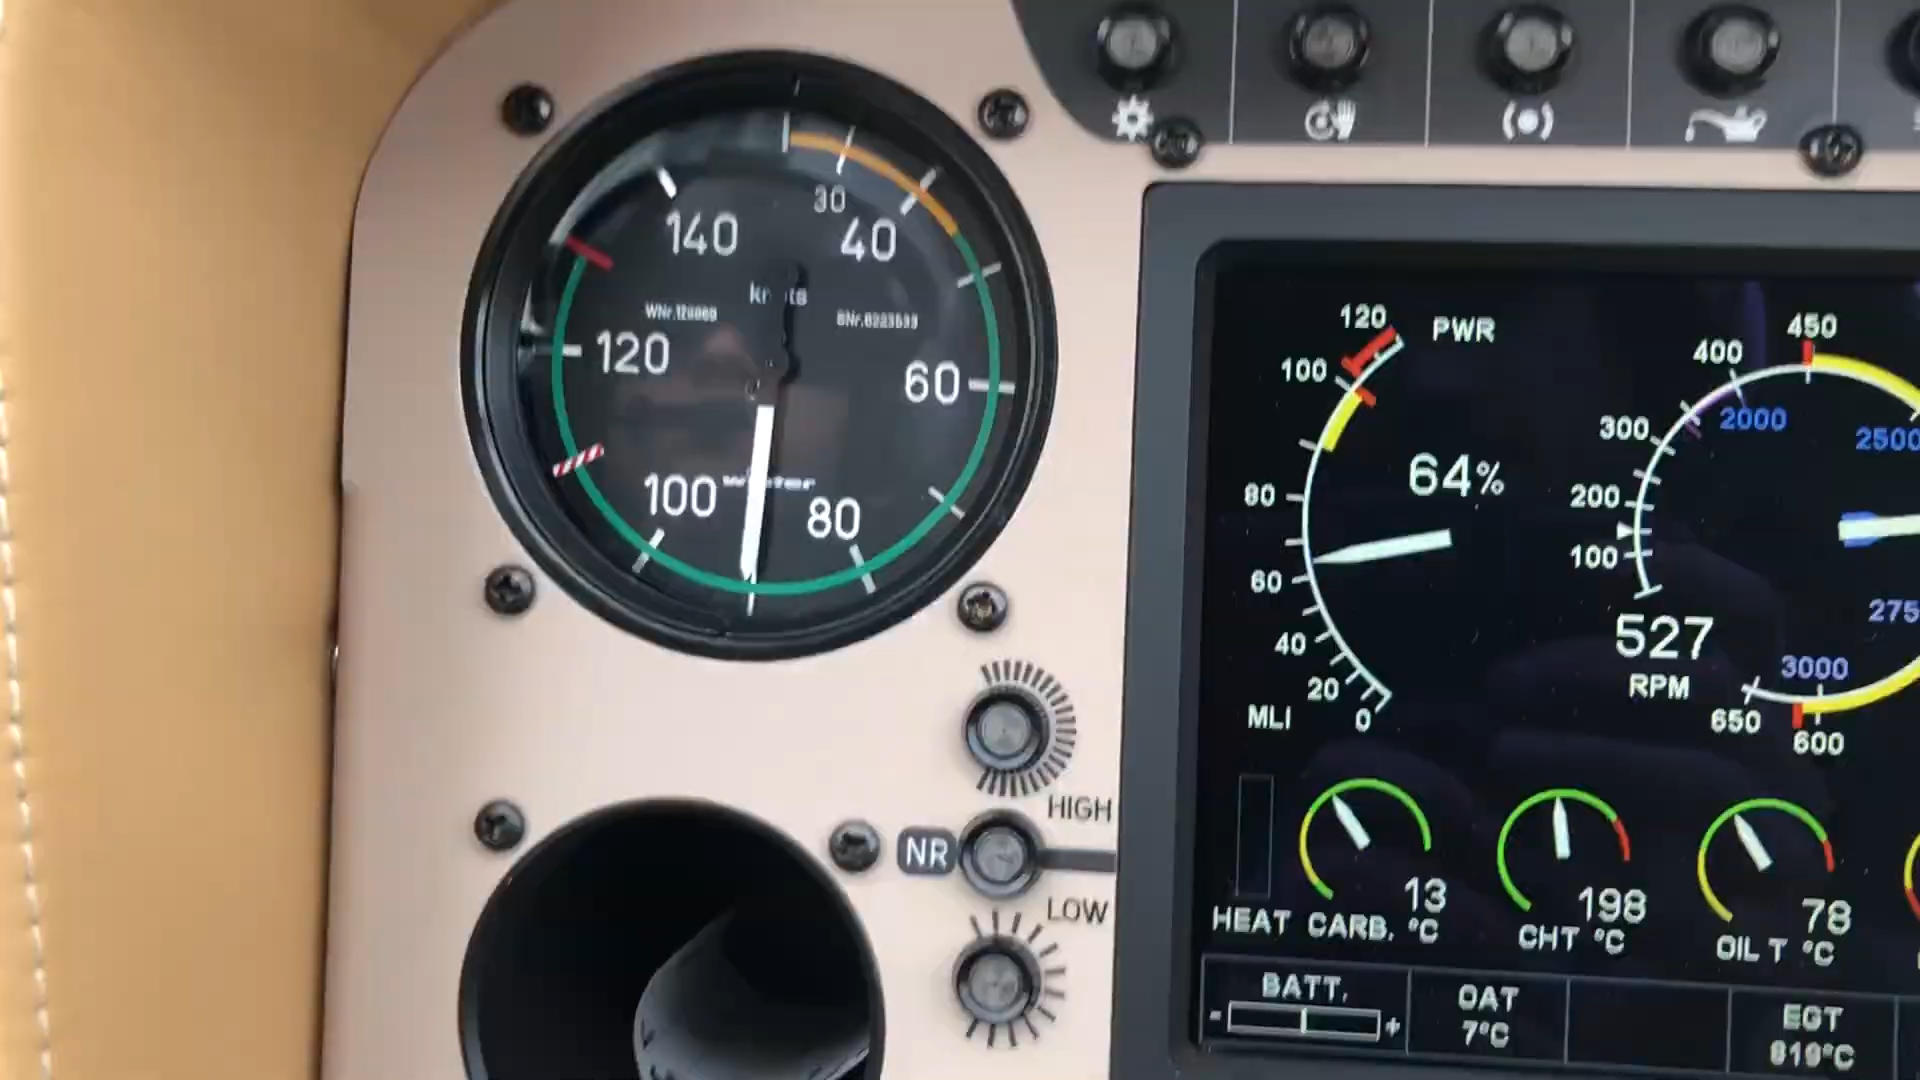 30
140
40
knots
120
60
100
winter
80
HIGH
NR
LOW
120
PWR
100
80
64%
60
40
20
0
MLI
450
400
300
2000
2500
200
100
527
RPM
275
3000
650
600
13
198
78
HEAT CARB. °C
CHT °C
OIL T °C
BATT.
- +
OAT
7°C
EGT
819°C